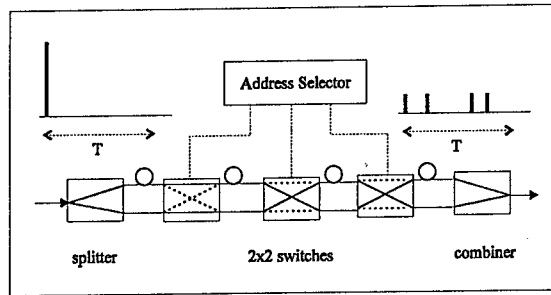 Address Selector
T
T
splitter
2x2 switches
combiner